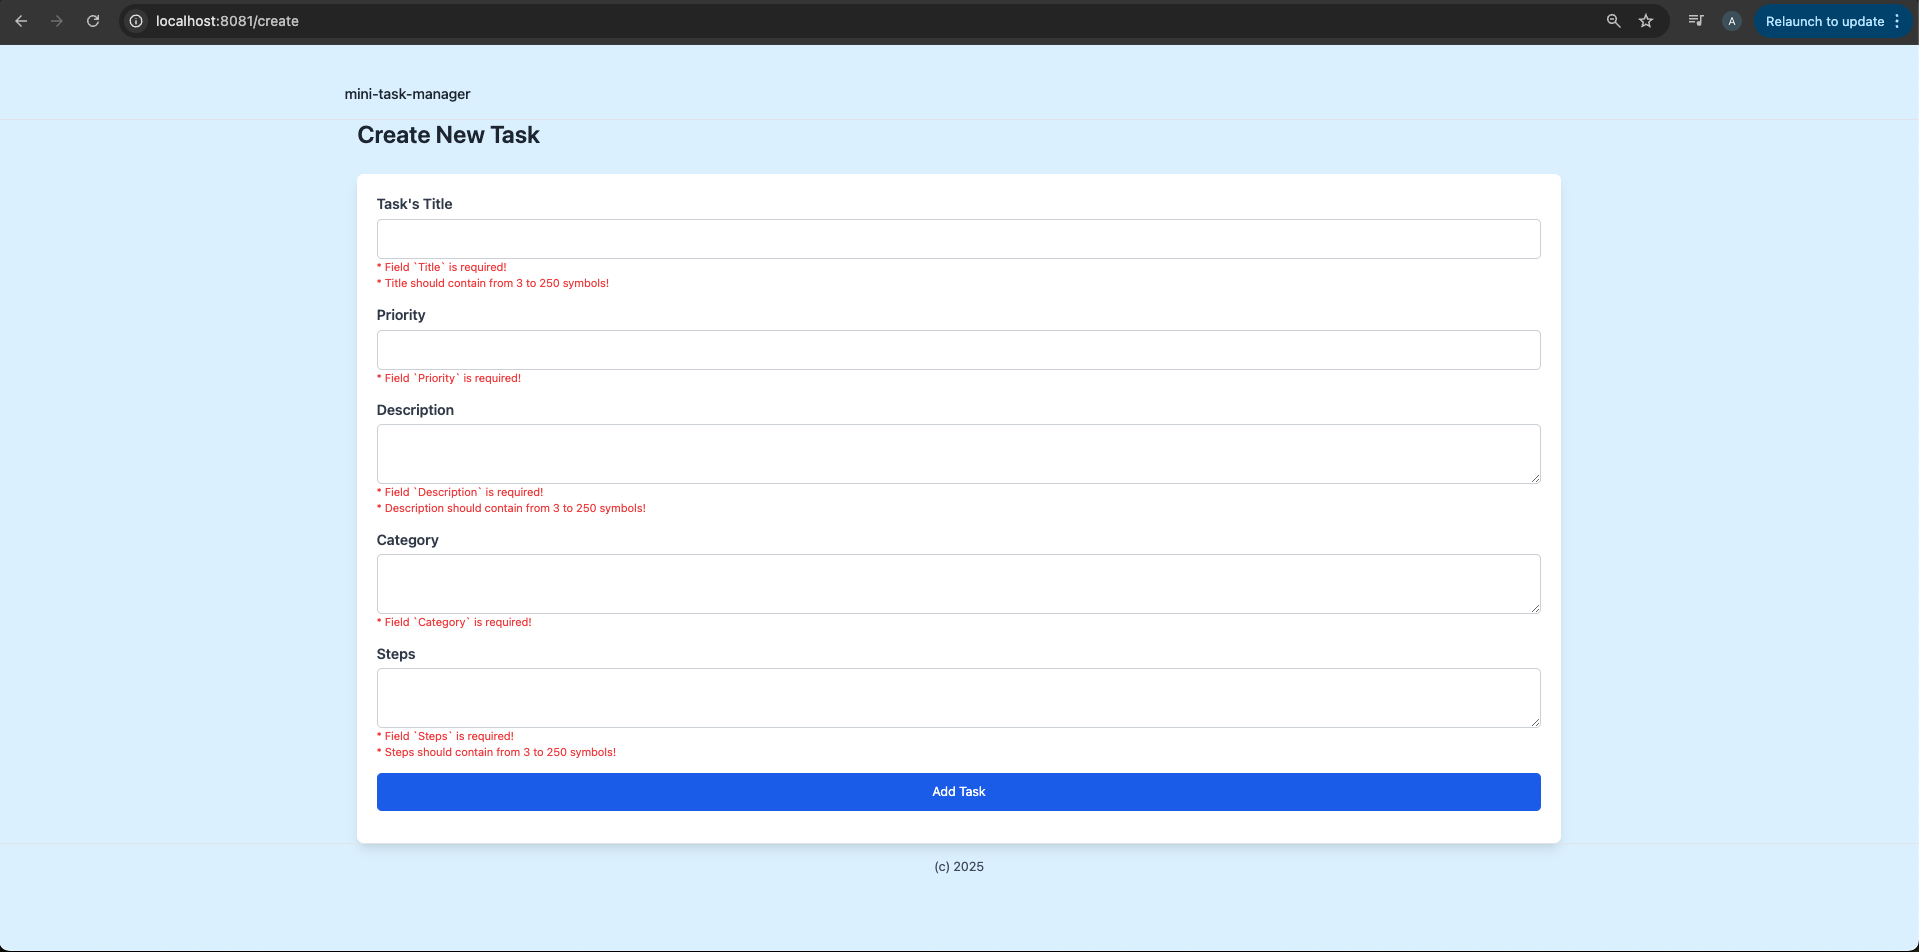 localhost:8081/create
A
Relaunch to update
mini-task-manager
Create New Task
Task's Title
* Field `Title` is required!
* Title should contain from 3 to 250 symbols!
Priority
* Field `Priority` is required!
Description
* Field `Description` is required!
* Description should contain from 3 to 250 symbols!
Category
* Field `Category` is required!
Steps
* Field `Steps` is required!
* Steps should contain from 3 to 250 symbols!
Add Task
(c) 2025